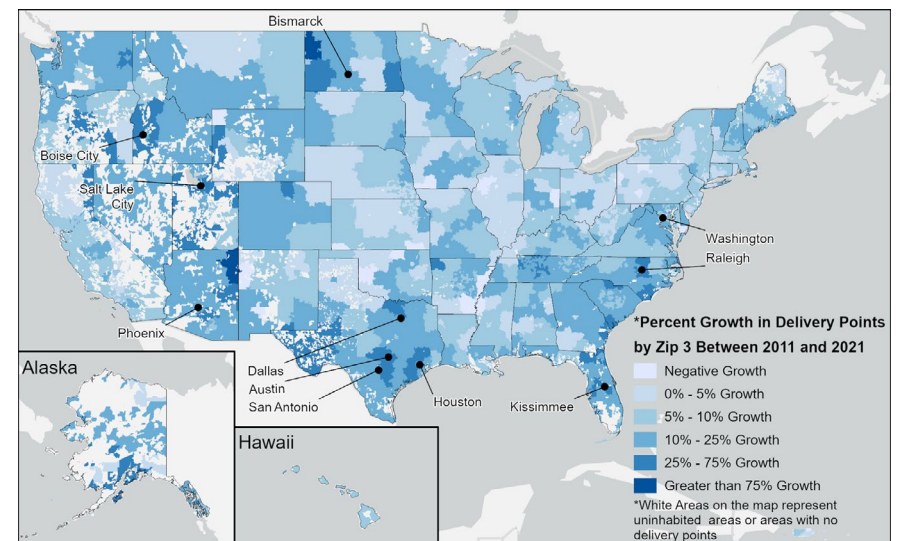 Bismarck
Boise City
Salt Lake
City
Washington
Raleigh
Phoenix
Dallas
Austin
San Antonio
Houston
Kissimmee
Alaska
Hawaii
*Percent Growth in Delivery Points
by Zip 3 Between 2011 and 2021
Negative Growth
0% - 5% Growth
5% - 10% Growth
10% - 25% Growth
25% - 75% Growth
Greater than 75% Growth
*White Areas on the map represent
uninhabited areas or areas with no
delivery points